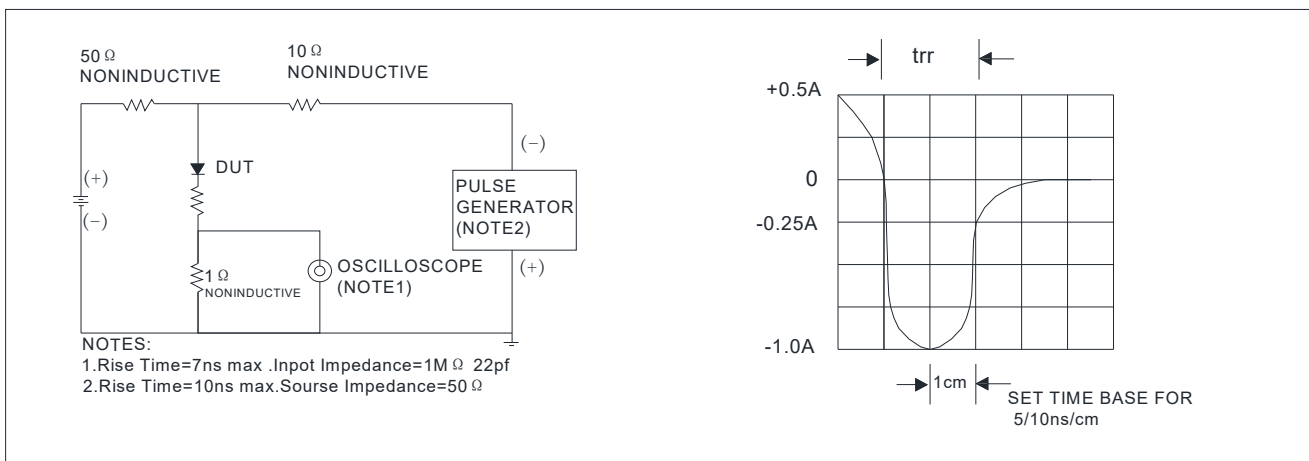 50 Ω
NONINDUCTIVE
10 Ω
NONINDUCTIVE
(+)
(-)
DUT
1 Ω
NONINDUCTIVE
OSCILLOSCOPE
(NOTE1)
(-)
PULSE
GENERATOR
(NOTE2)
(+)
NOTES:
1.Rise Time=7ns max .Inpot Impedance=1M Ω 22pf
2.Rise Time=10ns max.Sourse Impedance=50 Ω
trr
+0.5A
0
-0.25A
-1.0A
1cm
SET TIME BASE FOR
5/10ns/cm